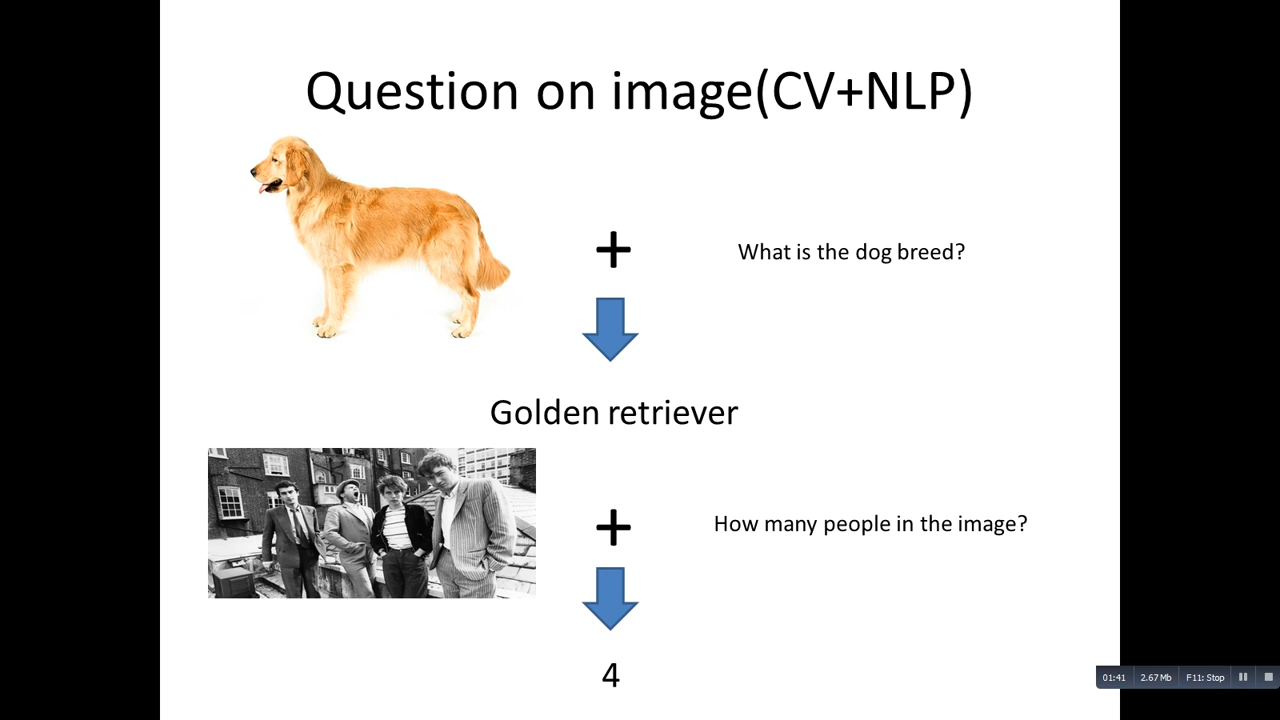 Question on image(CV+NLP)
+
What is the dog breed?
Golden retriever
+
How many people in the image?
4
01:41 2.67 Mb F11: Stop